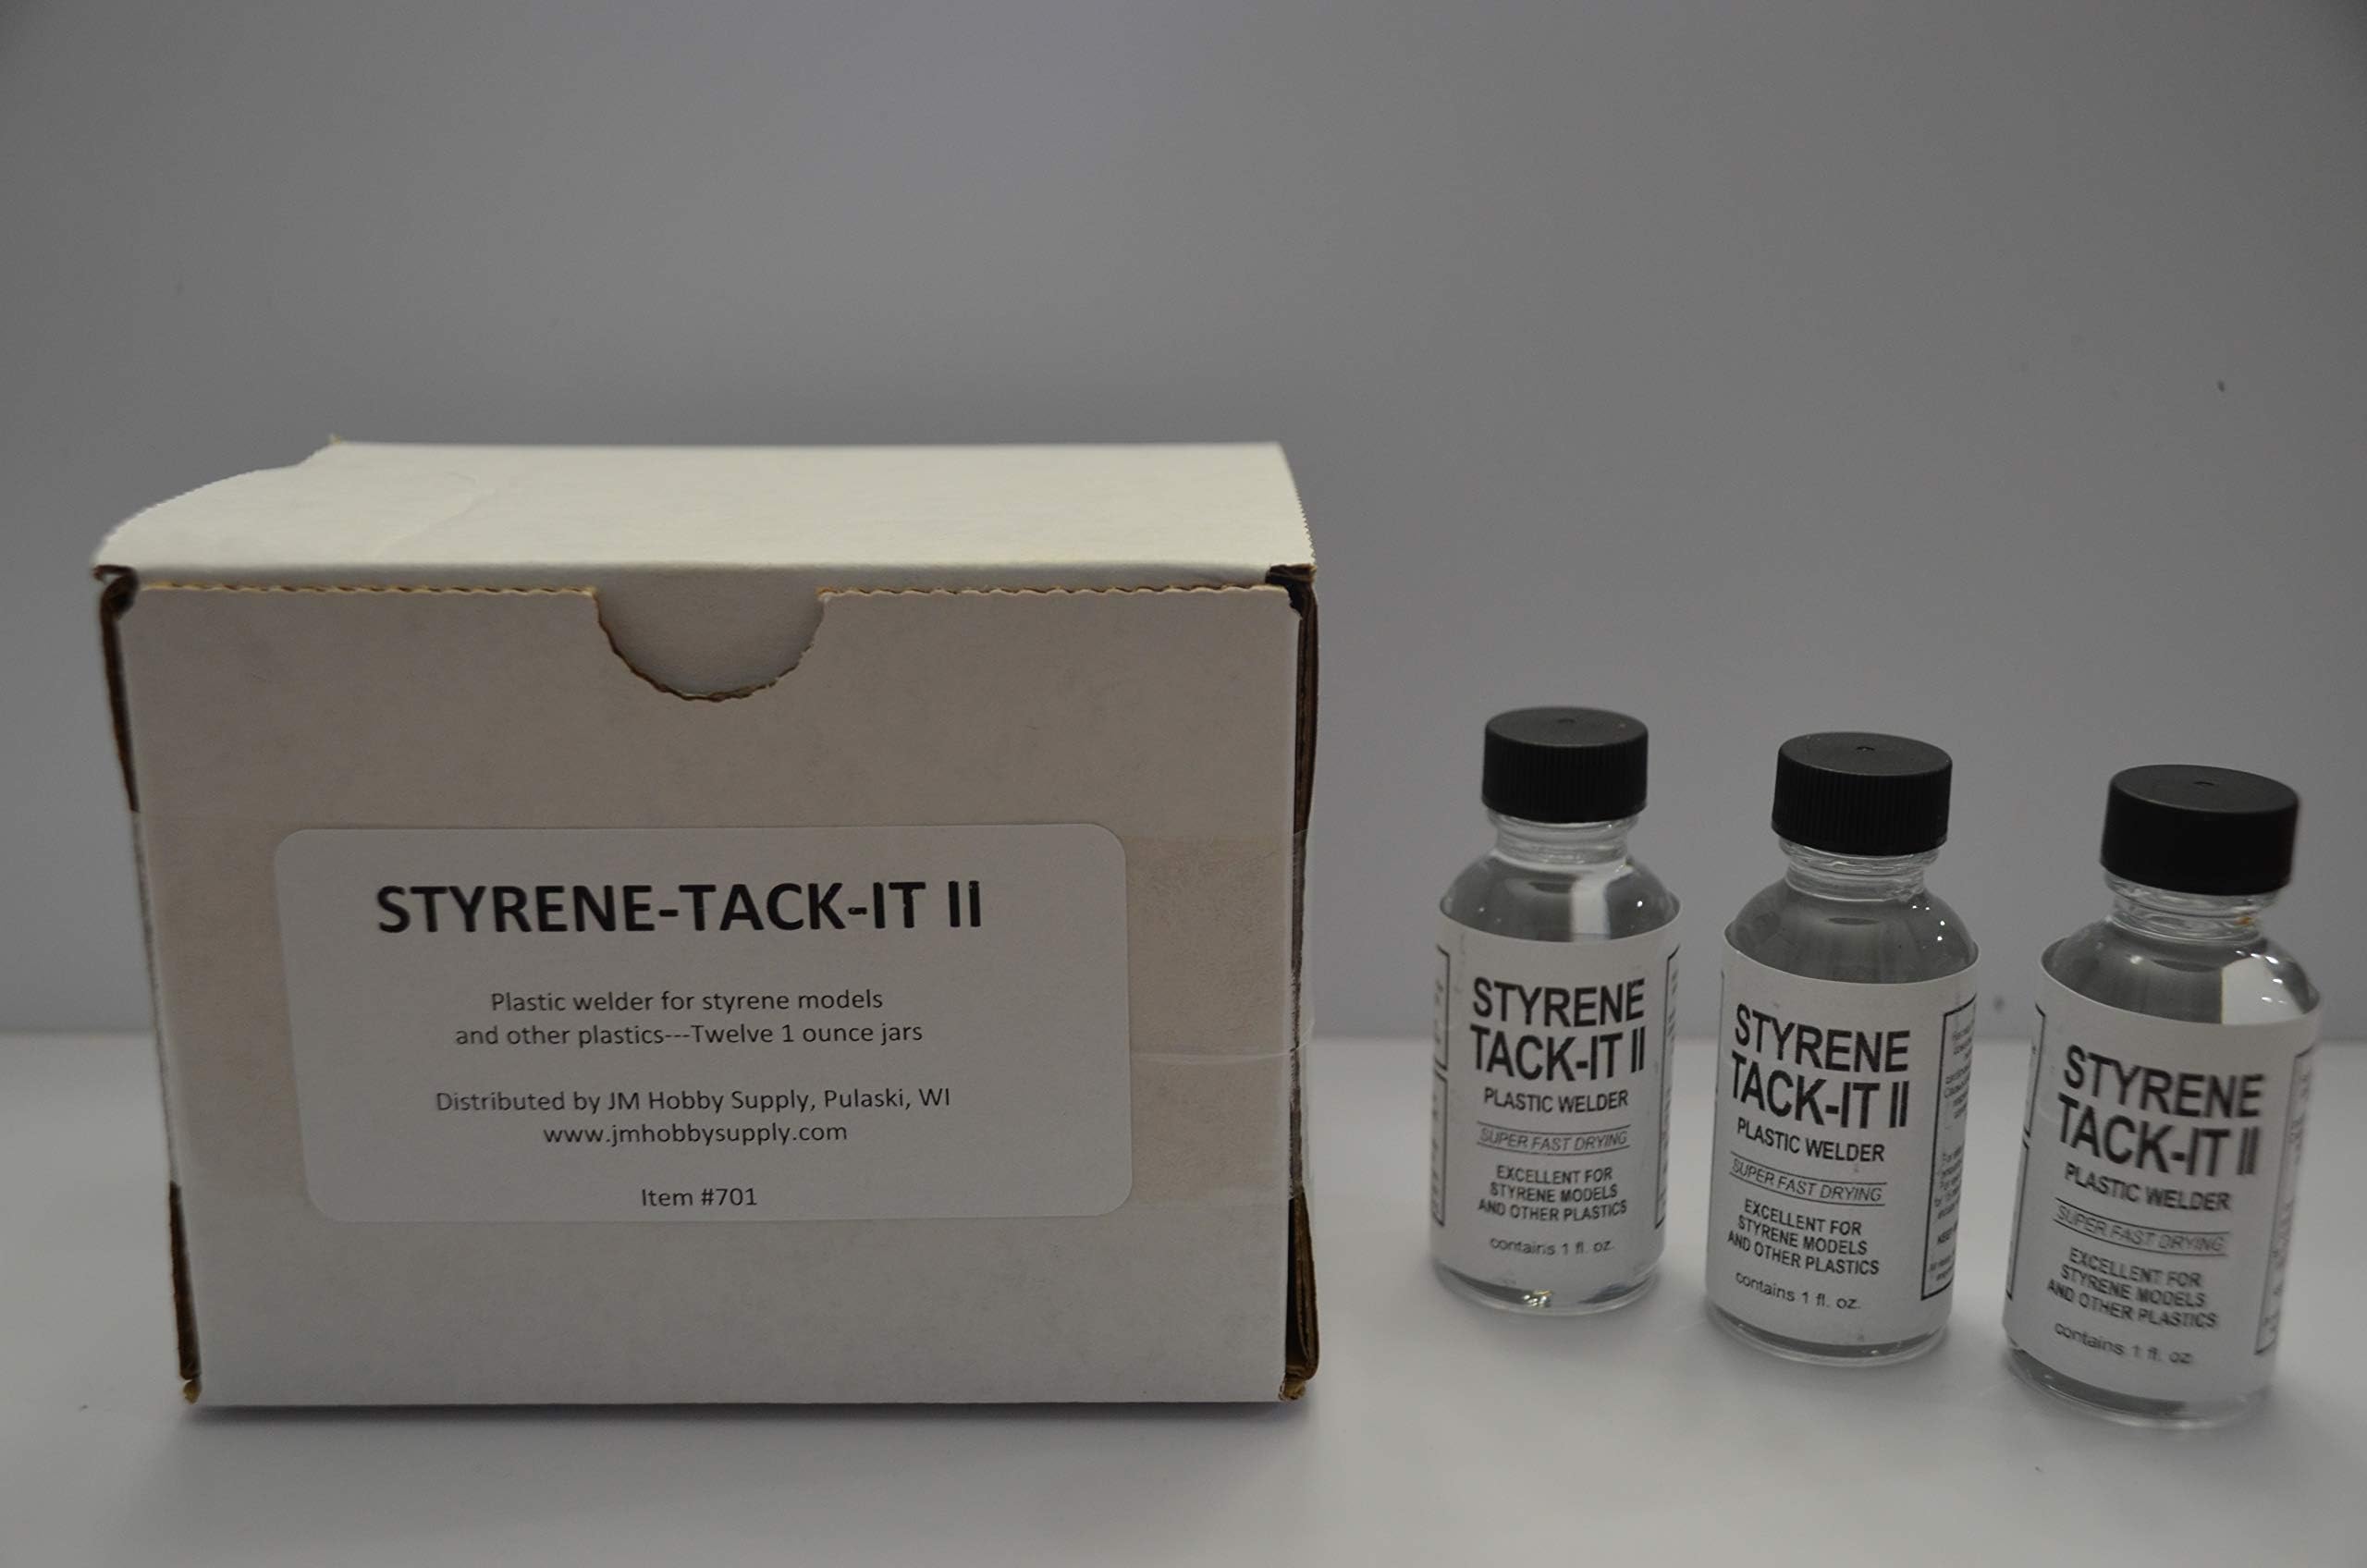 STYRENE-TACK-IT II
Plastic welder for styrene models
and other plastics---Twelve 1 ounce jars
Distributed by JM Hobby Supply, Pulaski, WI
www.jmhobbysupply.com
Item #701
STYRENE
TACK-IT II
PLASTIC WELDER
SUPER FAST DRYING
EXCELLENT FOR
STYRENE MODELS
AND OTHER PLASTICS
contains 1 fl. oz.
STYRENE
TACK-IT II
PLASTIC WELDER
SUPER FAST DRYING
EXCELLENT FOR
STYRENE MODELS
AND OTHER PLASTICS
contains 1 fl. oz.
STYRENE
TACK-IT II
PLASTIC WELDER
SUPER FAST DRYING
EXCELLENT FOR
STYRENE MODELS
AND OTHER PLASTICS
contains 1 fl. oz.